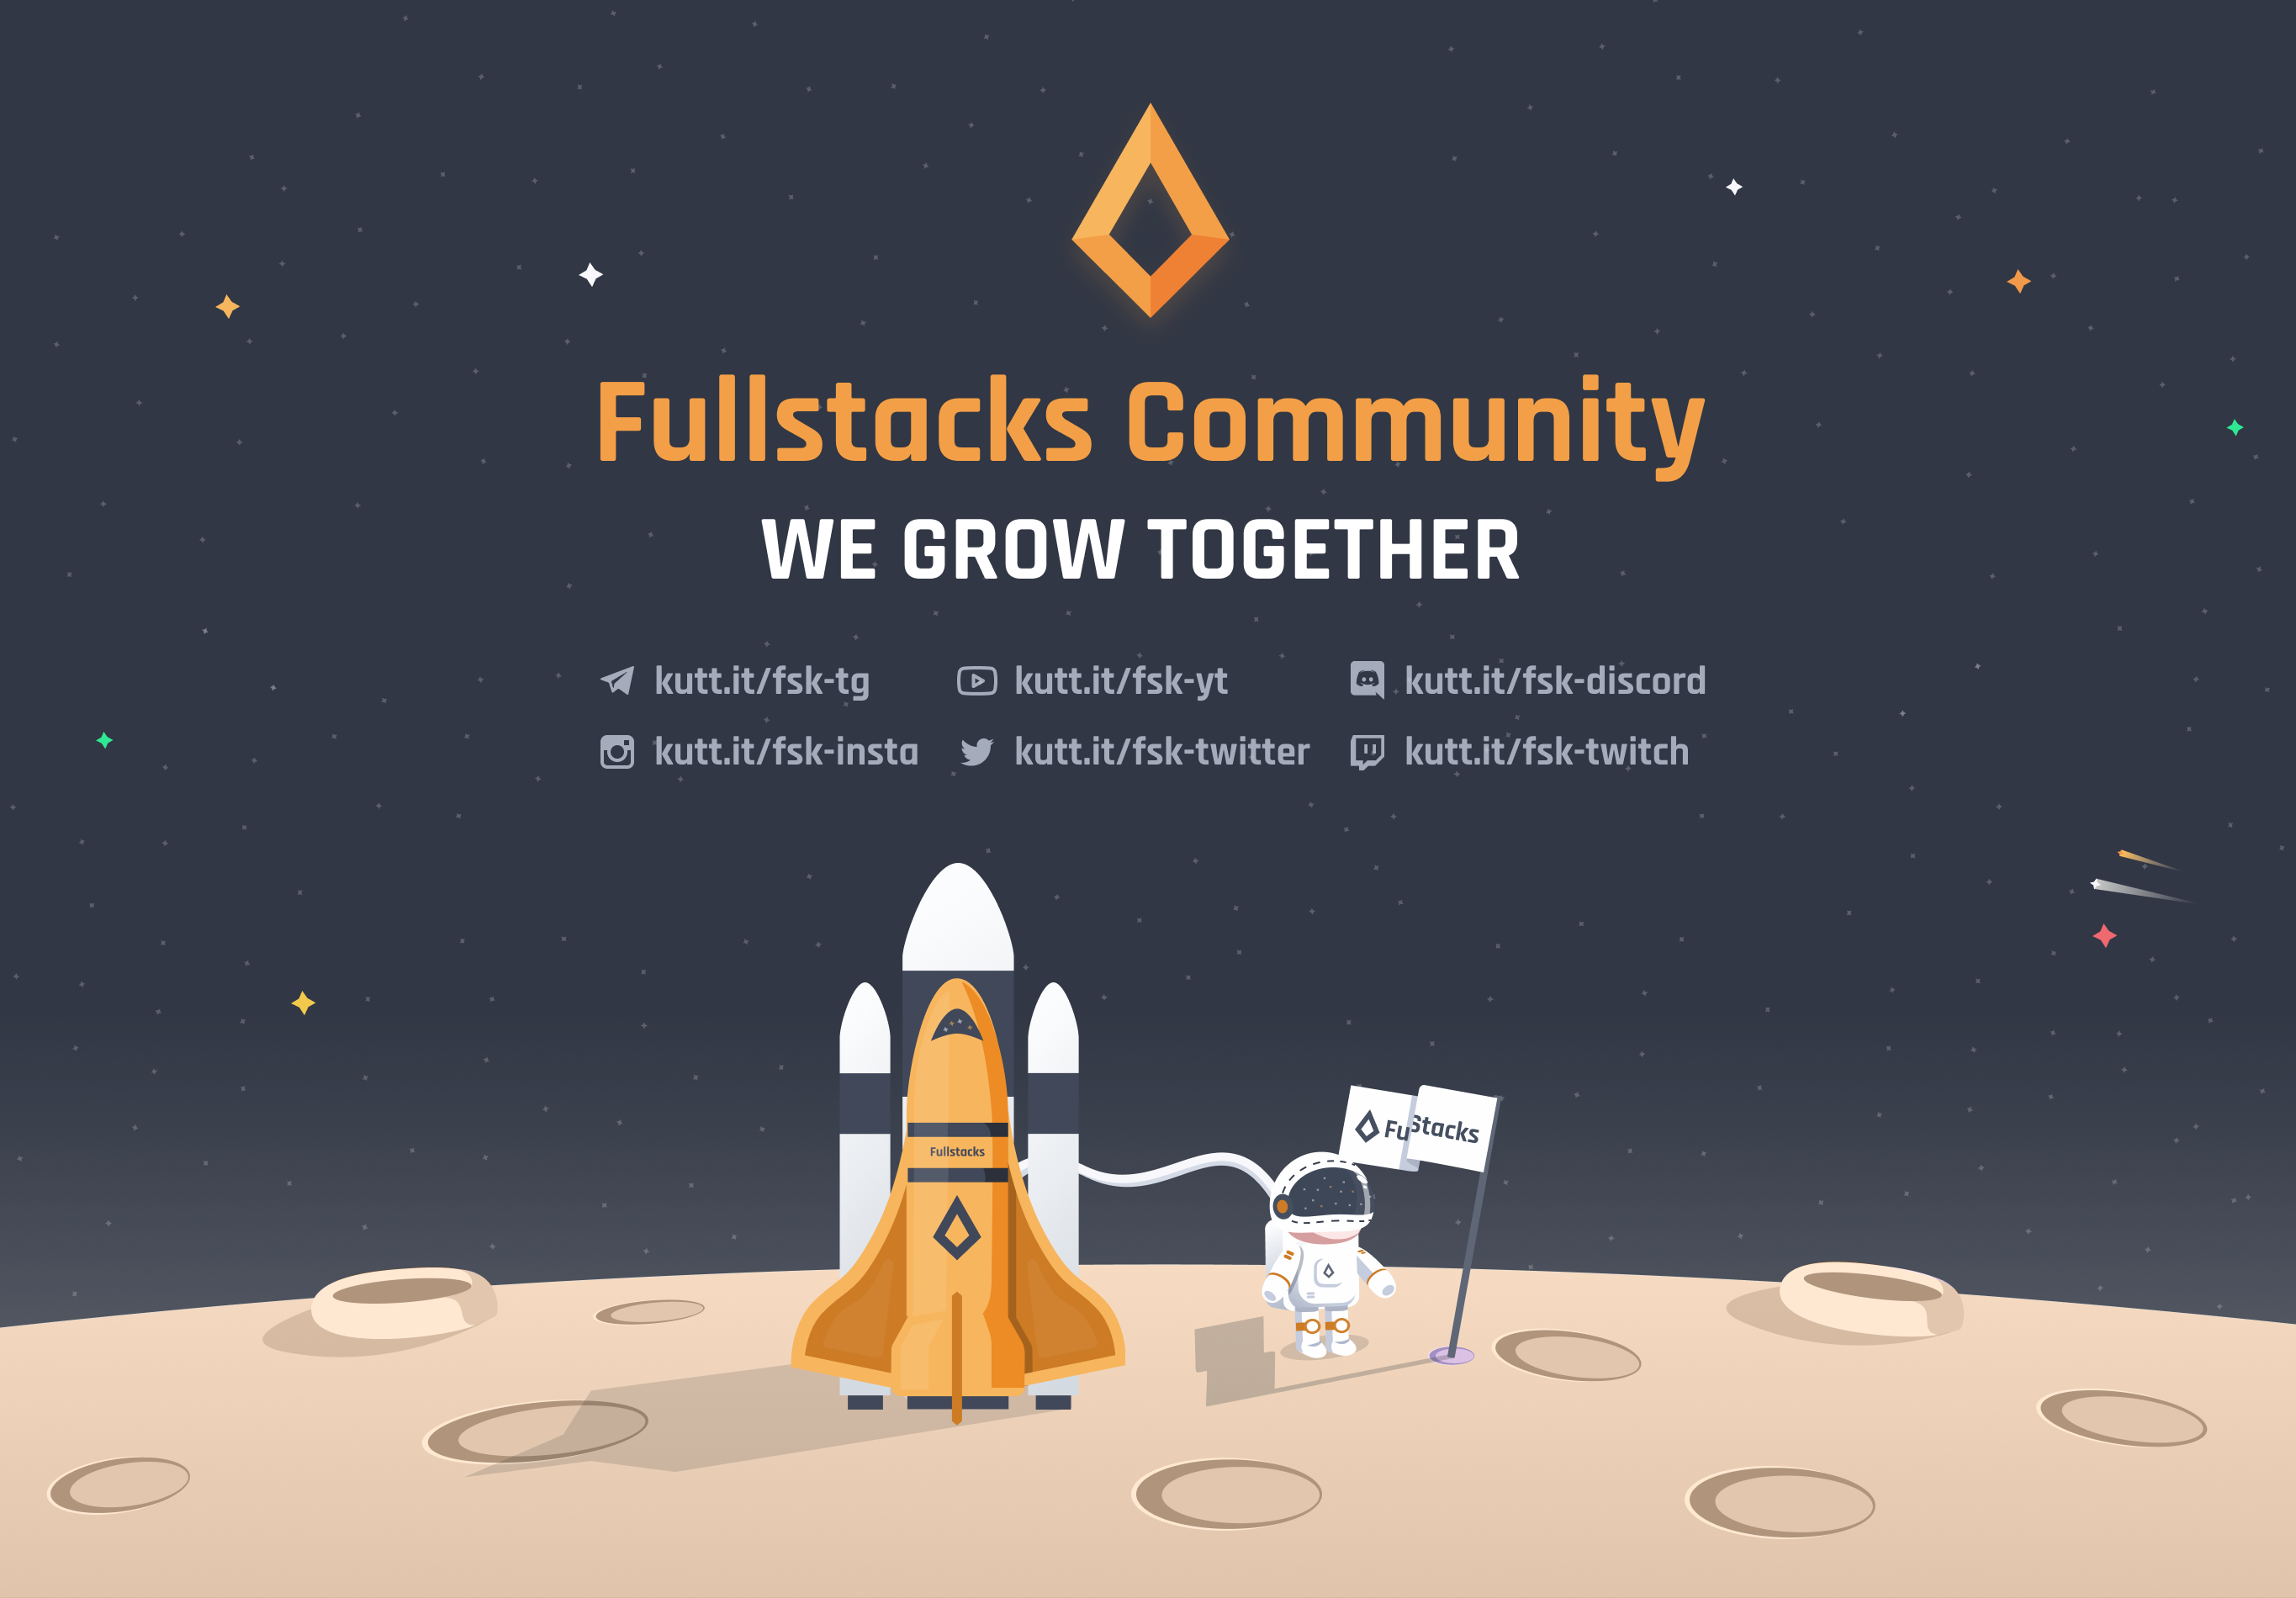 Fullstacks Community
WE GROW TOGETHER
kutt.it/fsk-tg kutt.it/fsk-yt kutt.it/fsk-discord
kutt.it/fsk-insta kutt.it/fsk-twitter kutt.it/fsk-twitch
Fu Stacks
Fullstacks